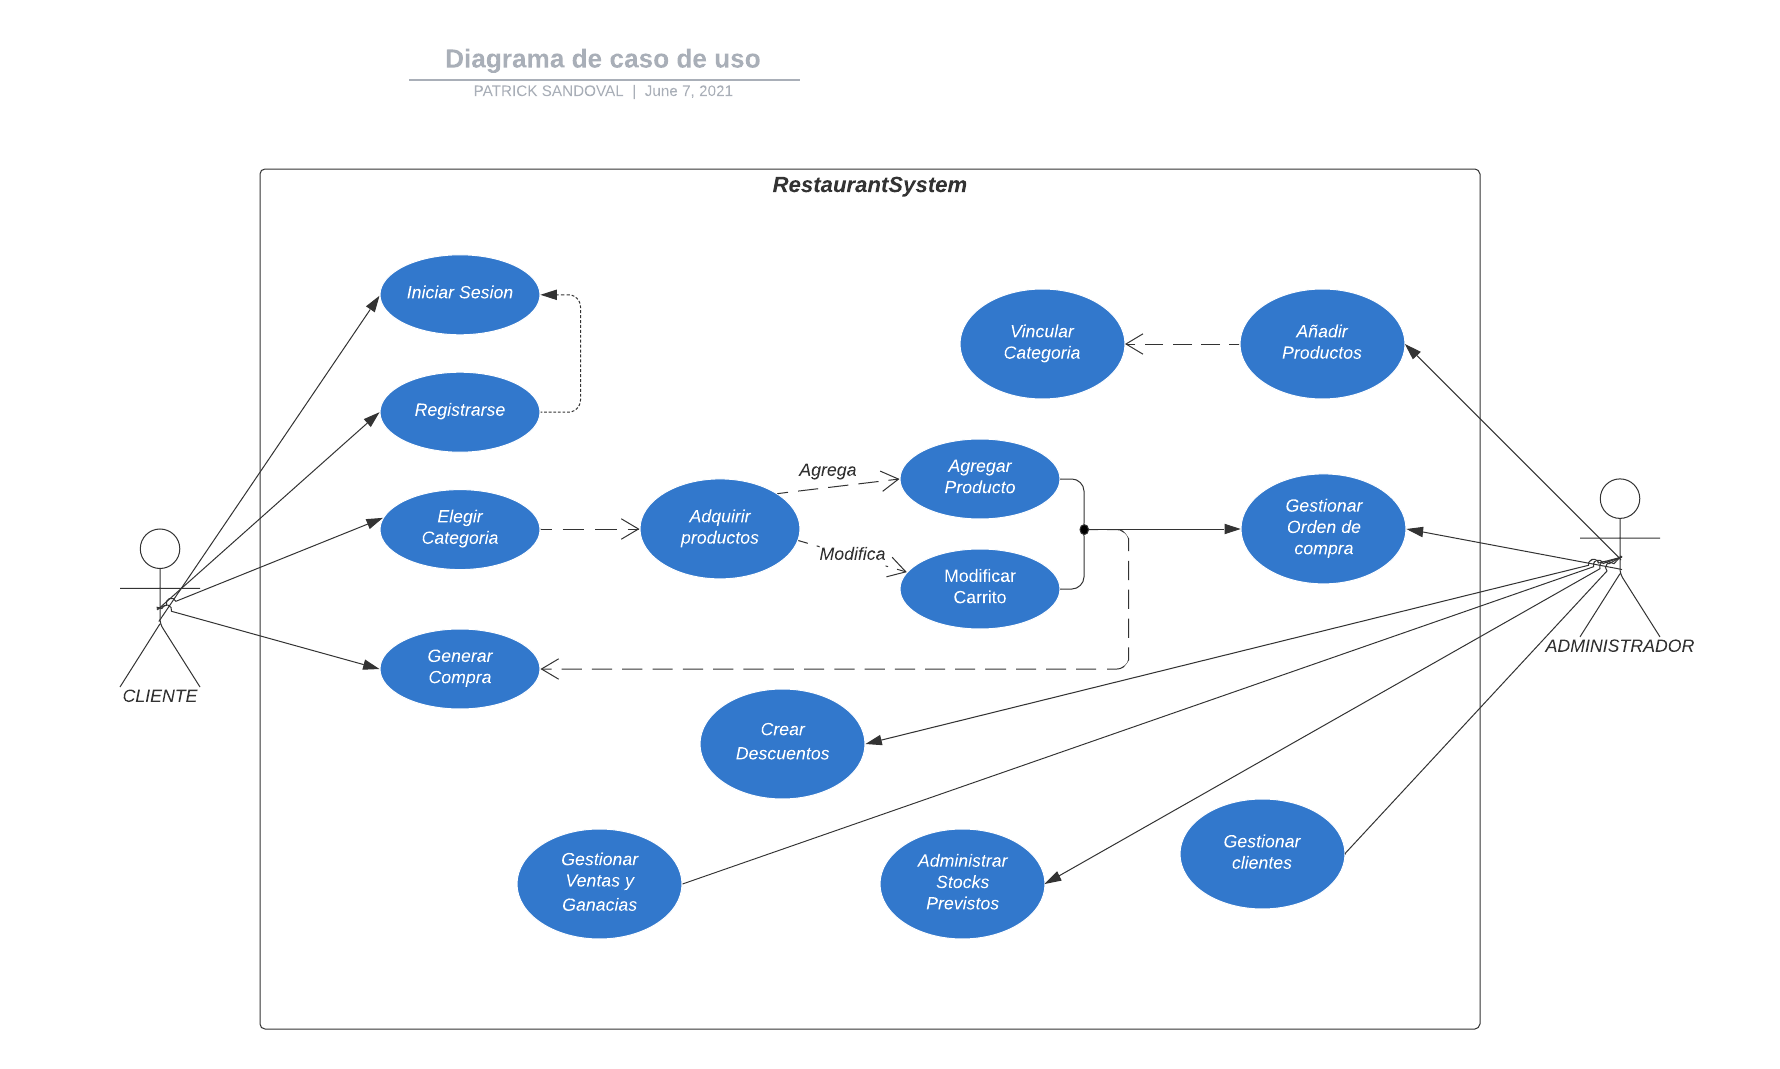 Diagrama de caso de uso
PATRICK SANDOVAL | June 7, 2021
RestaurantSystem
Iniciar Sesion
Registrarse
Elegir
Categoria
Generar
Compra
CLIENTE
Adquirir
productos
Agrega
Modifica
Agregar
Producto
Modificar
Carrito
Vincular
Categoria
Añadir
Productos
Gestionar
Orden de
compra
ADMINISTRADOR
Crear
Descuentos
Gestionar
Ventas y
Ganacias
Administrar
Stocks
Previstos
Gestionar
clientes